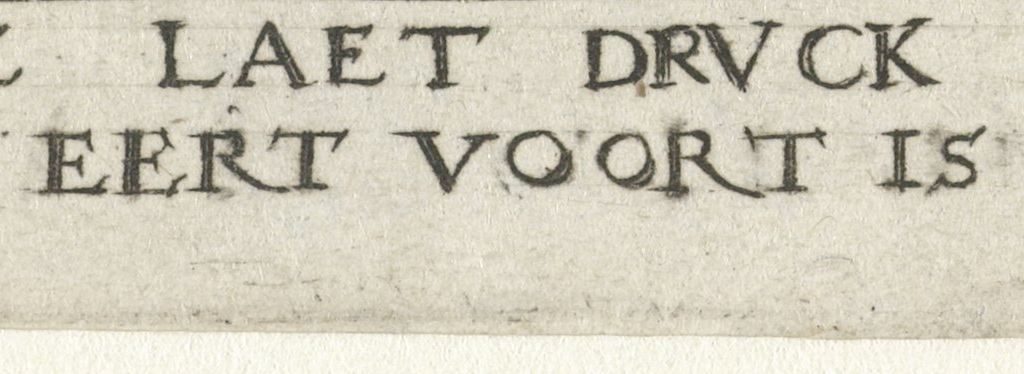 LAET DRVCK
EERT VOORT IS